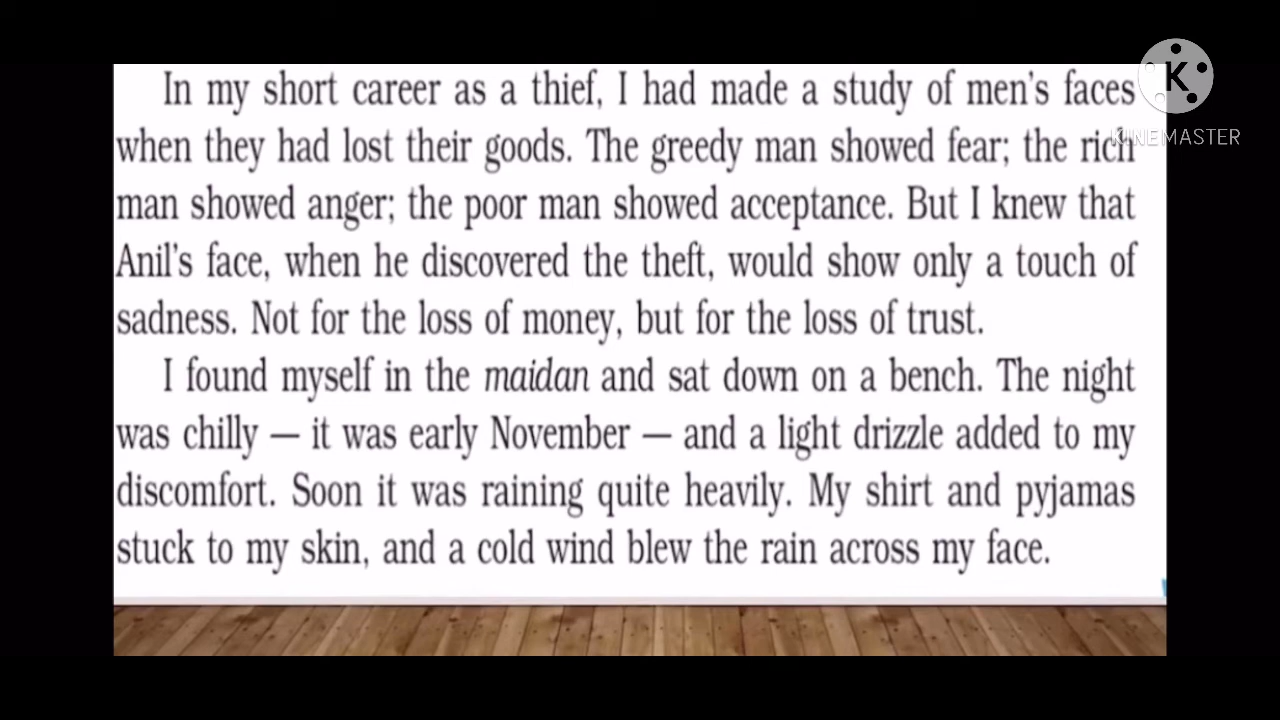 In my short career as a thief, I had made a study of men's faces
when they had lost their goods. The greedy man showed fear; the rich
man showed anger; the poor man showed acceptance. But I knew that
Anil's face, when he discovered the theft, would show only a touch of
sadness. Not for the loss of money, but for the loss of trust.
I found myself in the maidan and sat down on a bench. The night
was chilly — it was early November — and a light drizzle added to my
discomfort. Soon it was raining quite heavily. My shirt and pyjamas
stuck to my skin, and a cold wind blew the rain across my face.
K
KINEMASTER